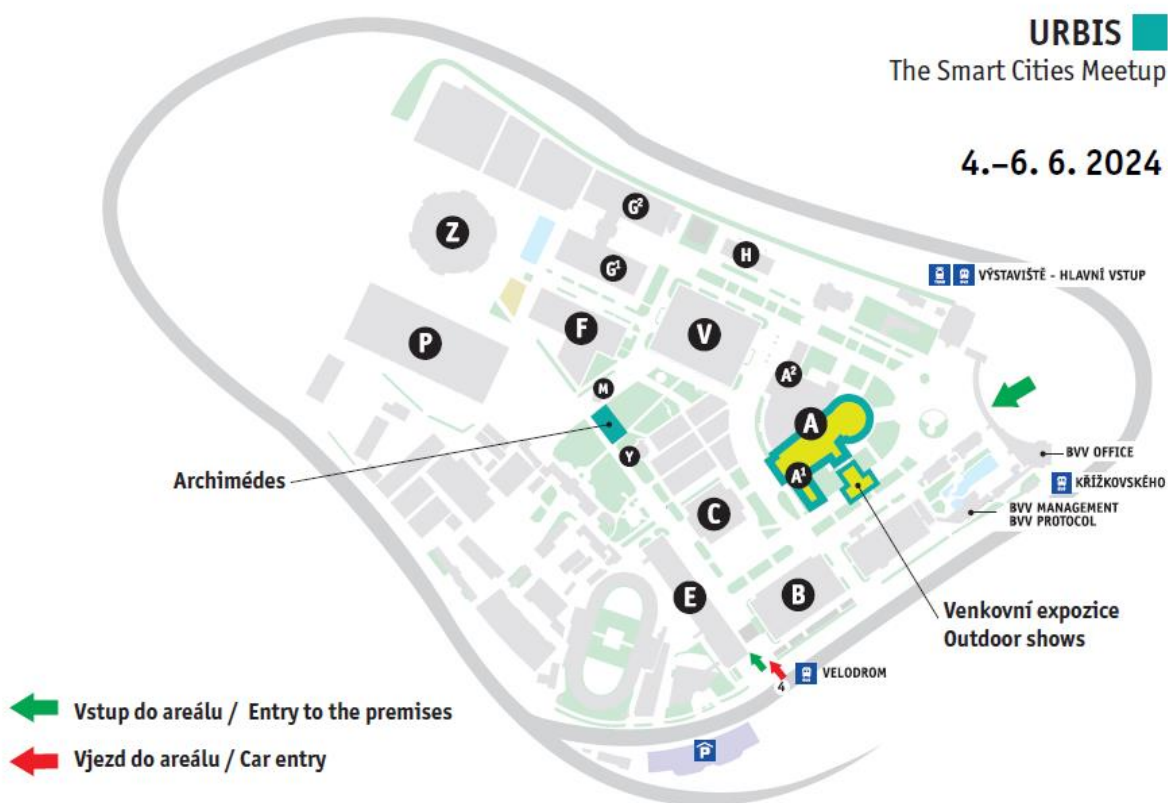 URBIS
The Smart Cities Meetup
4.–6. 6. 2024
G²
Z
H
G¹
VÝSTAVIŠTĚ - HLAVNÍ VSTUP
F
V
P
A²
M
A
Y
BVV OFFICE
Archimédes
A¹
KŘÍŽKOVSKÉHO
C
BVV MANAGEMENT
BVV PROTOCOL
E
B
Venkovní expozice
Outdoor shows
VELODROM
4
Vstup do areálu / Entry to the premises
P
Vjezd do areálu / Car entry